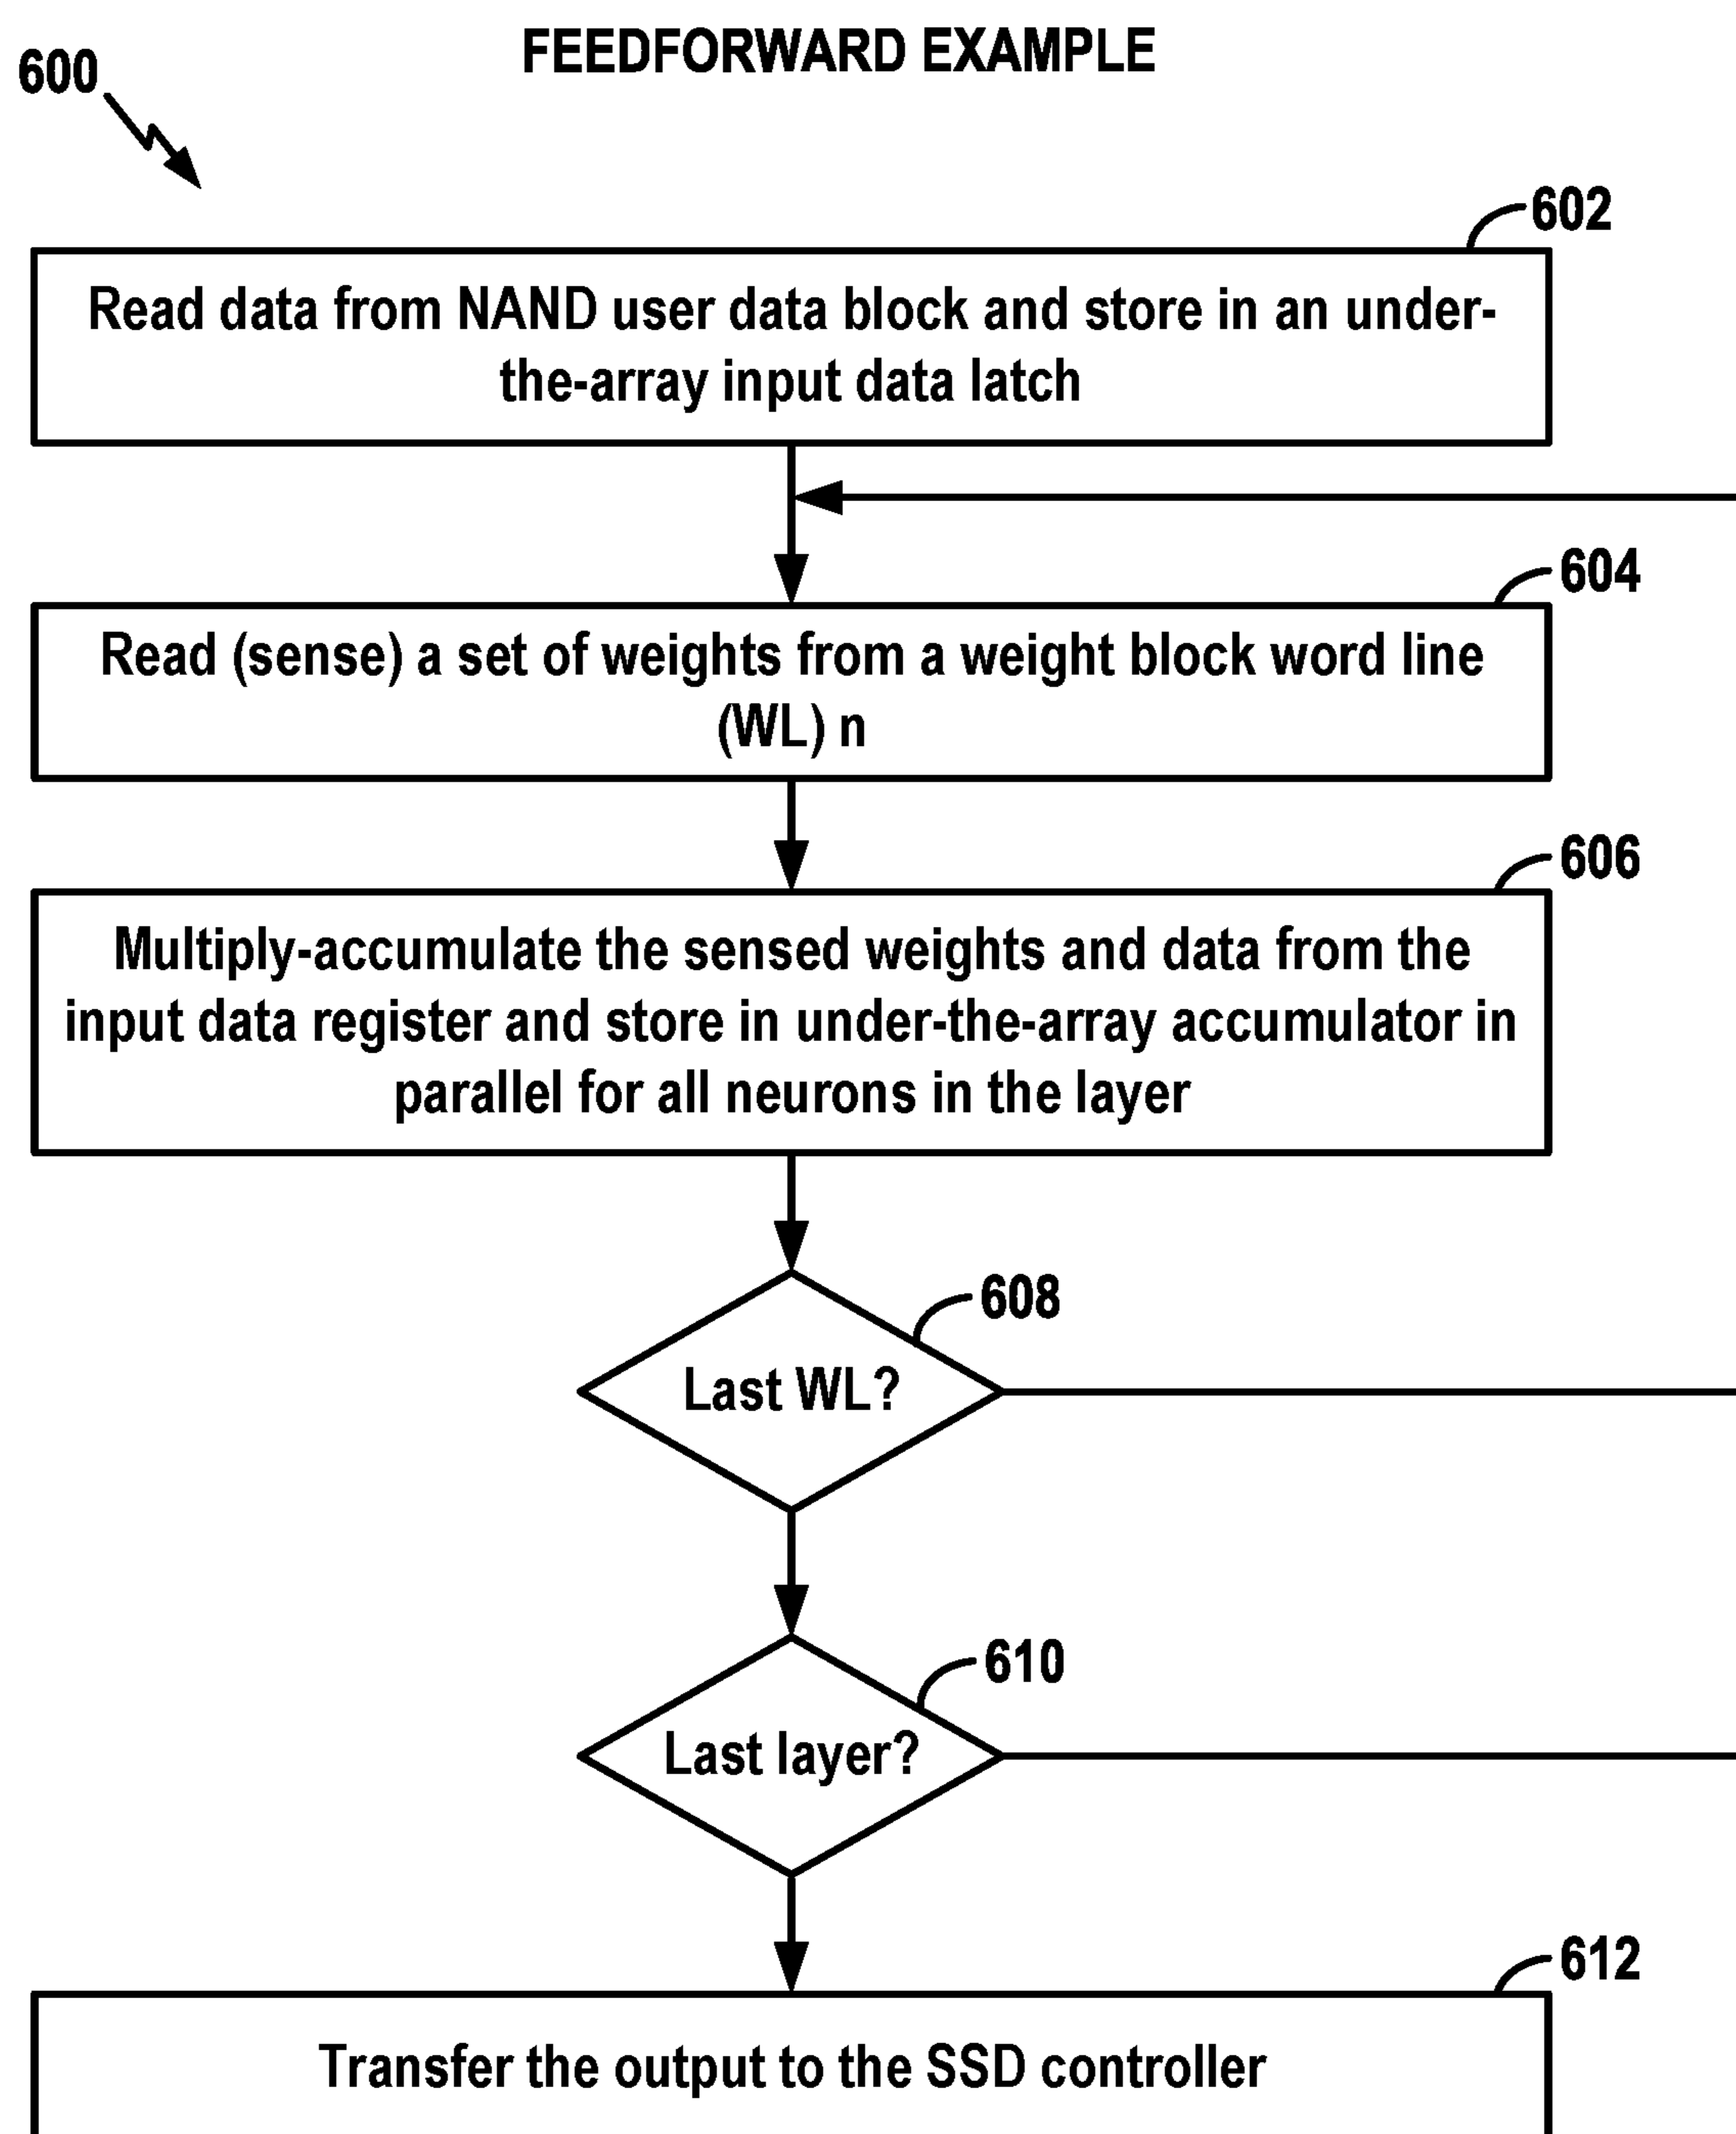 FEEDFORWARD EXAMPLE
600
602
Read data from NAND user data block and store in an under-
the-array input data latch
604
Read (sense) a set of weights from a weight block word line
(WL) n
606
Multiply-accumulate the sensed weights and data from the
input data register and store in under-the-array accumulator in
parallel for all neurons in the layer
608
Last WL?
610
Last layer?
612
Transfer the output to the SSD controller